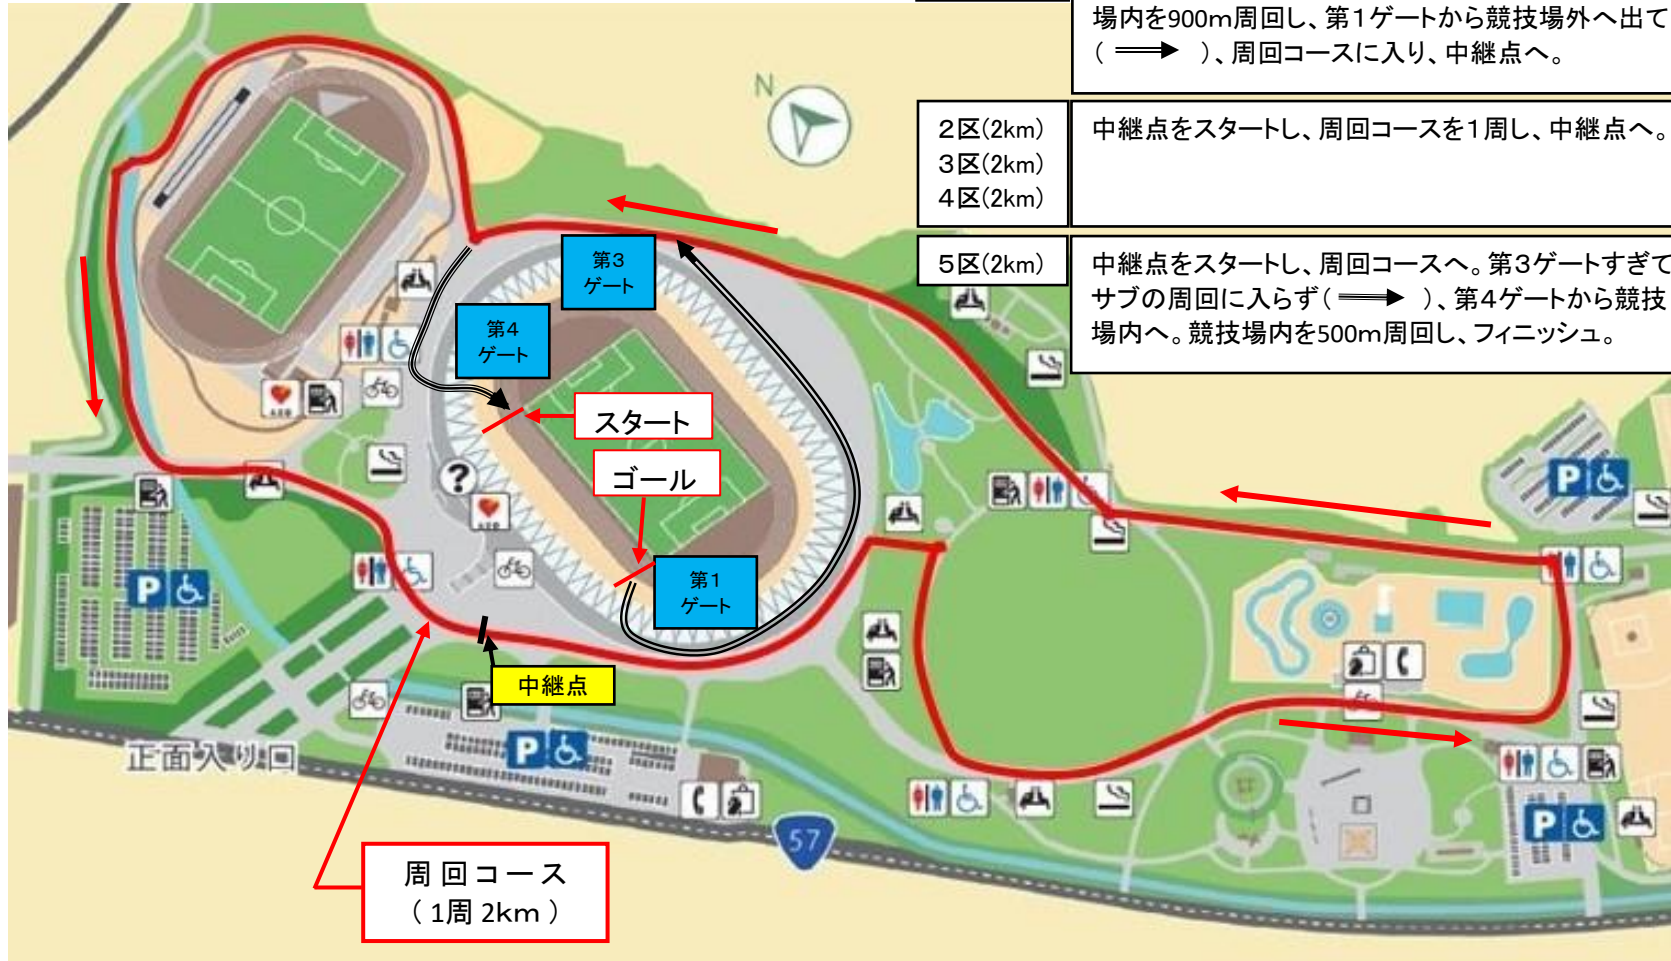 場内を900m周回し、第1ゲートから競技場外へ出て
( ⟹ )、周回コースに入り、中継点へ。
N
2区(2km)
3区(2km)
4区(2km)
中継点をスタートし、周回コースを1周し、中継点へ。
5区(2km)
中継点をスタートし、周回コースへ。第3ゲートすぎて
サブの周回に入らず( ⟹ )、第4ゲートから競技
場内へ。競技場内を500m周回し、フィニッシュ。
第3
ゲート
第4
ゲート
スタート
ゴール
第1
ゲート
?
AED
AED
P
P
P
P
中継点
正面入り口
57
周回コース
(1周 2km)